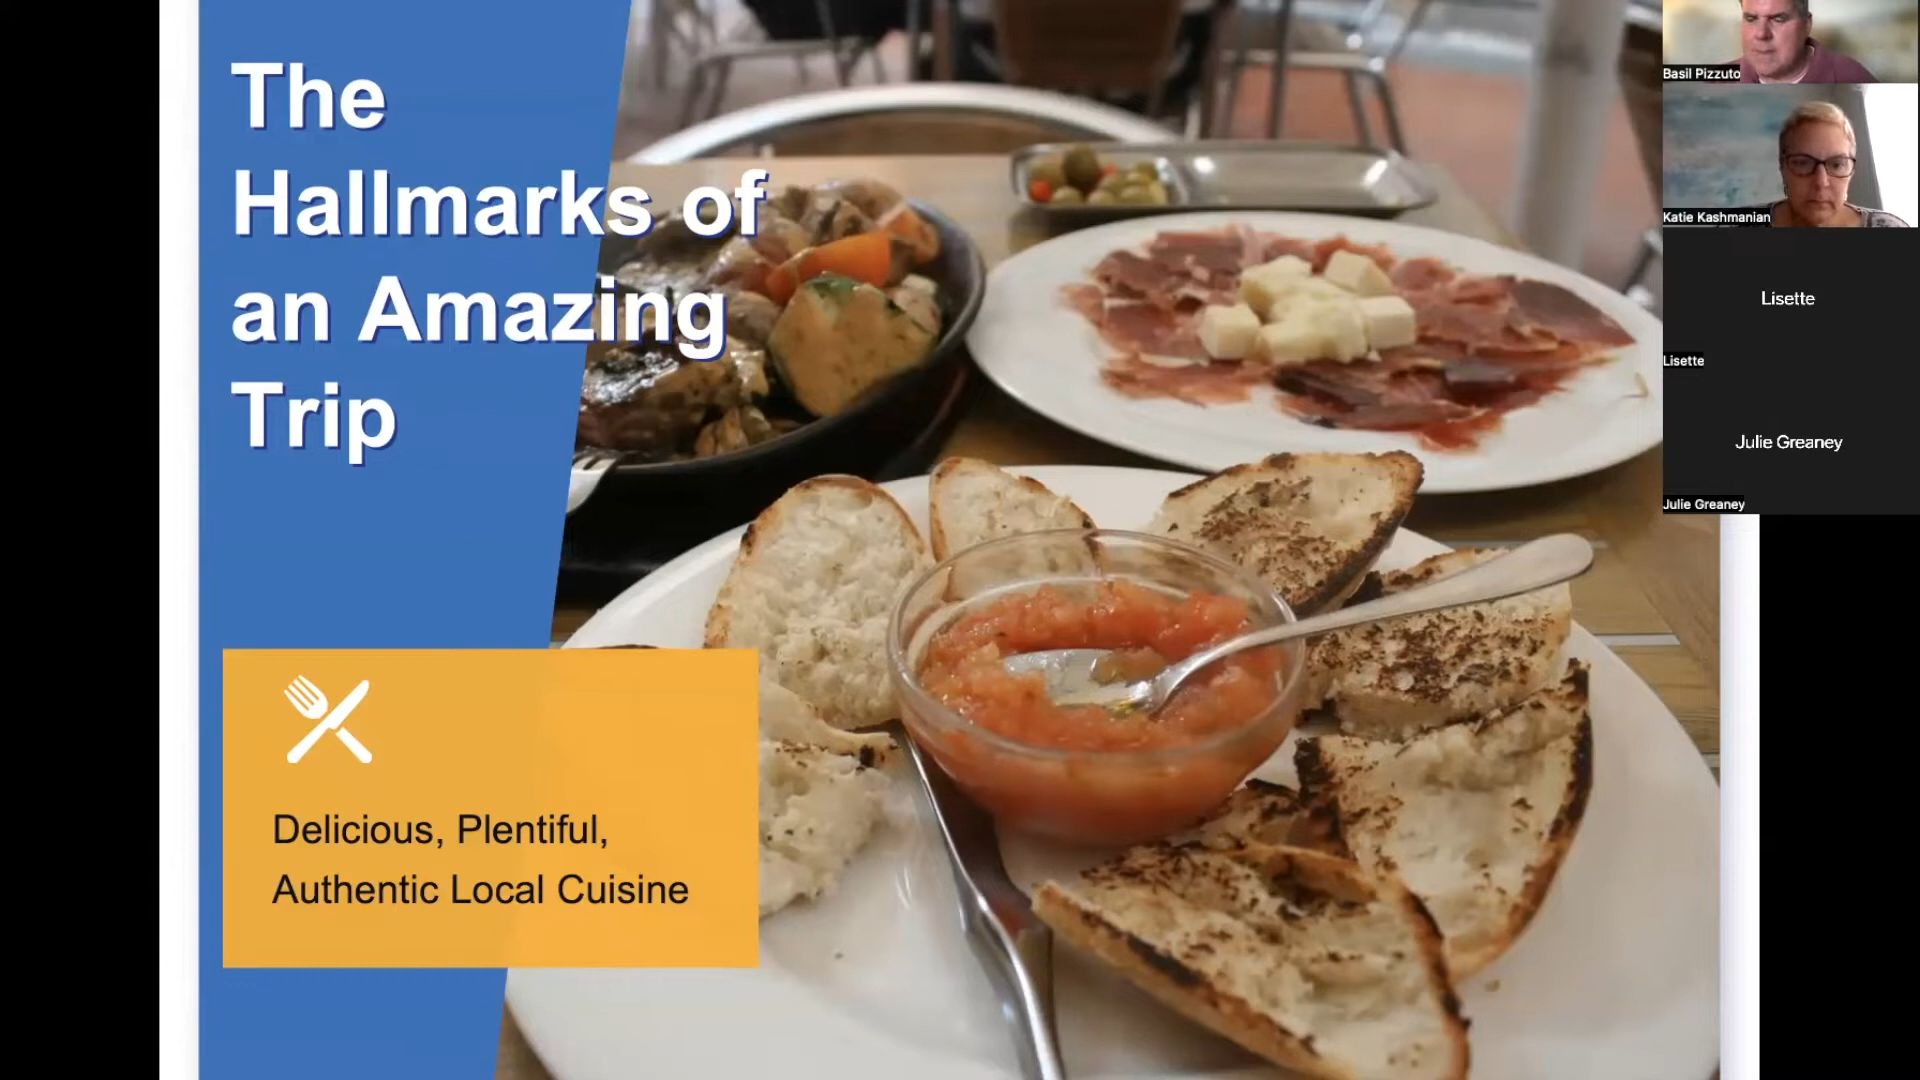 The
Hallmarks of
an Amazing
Trip
Delicious, Plentiful,
Authentic Local Cuisine
Basil Pizzuto
Katie Kashmanian
Lisette
Lisette
Julie Greaney
Julie Greaney